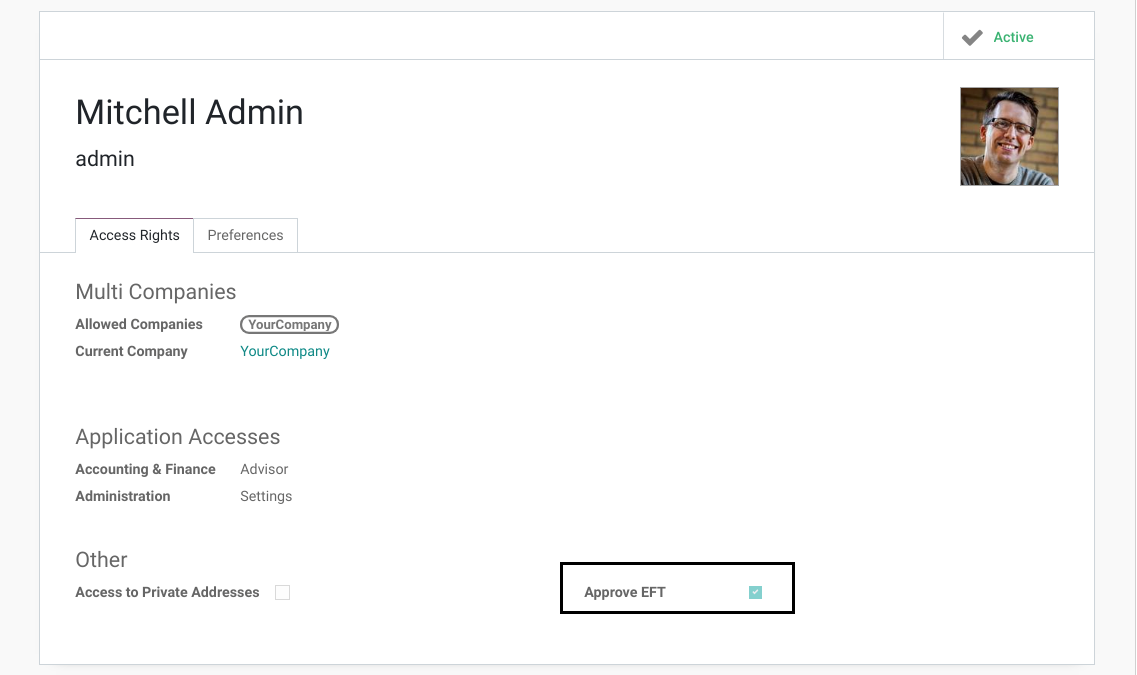 Active
Mitchell Admin
admin
Access Rights Preferences
Multi Companies
Allowed Companies YourCompany
Current Company YourCompany
Application Accesses
Accounting & Finance Advisor
Administration Settings
Other
Access to Private Addresses Approve EFT